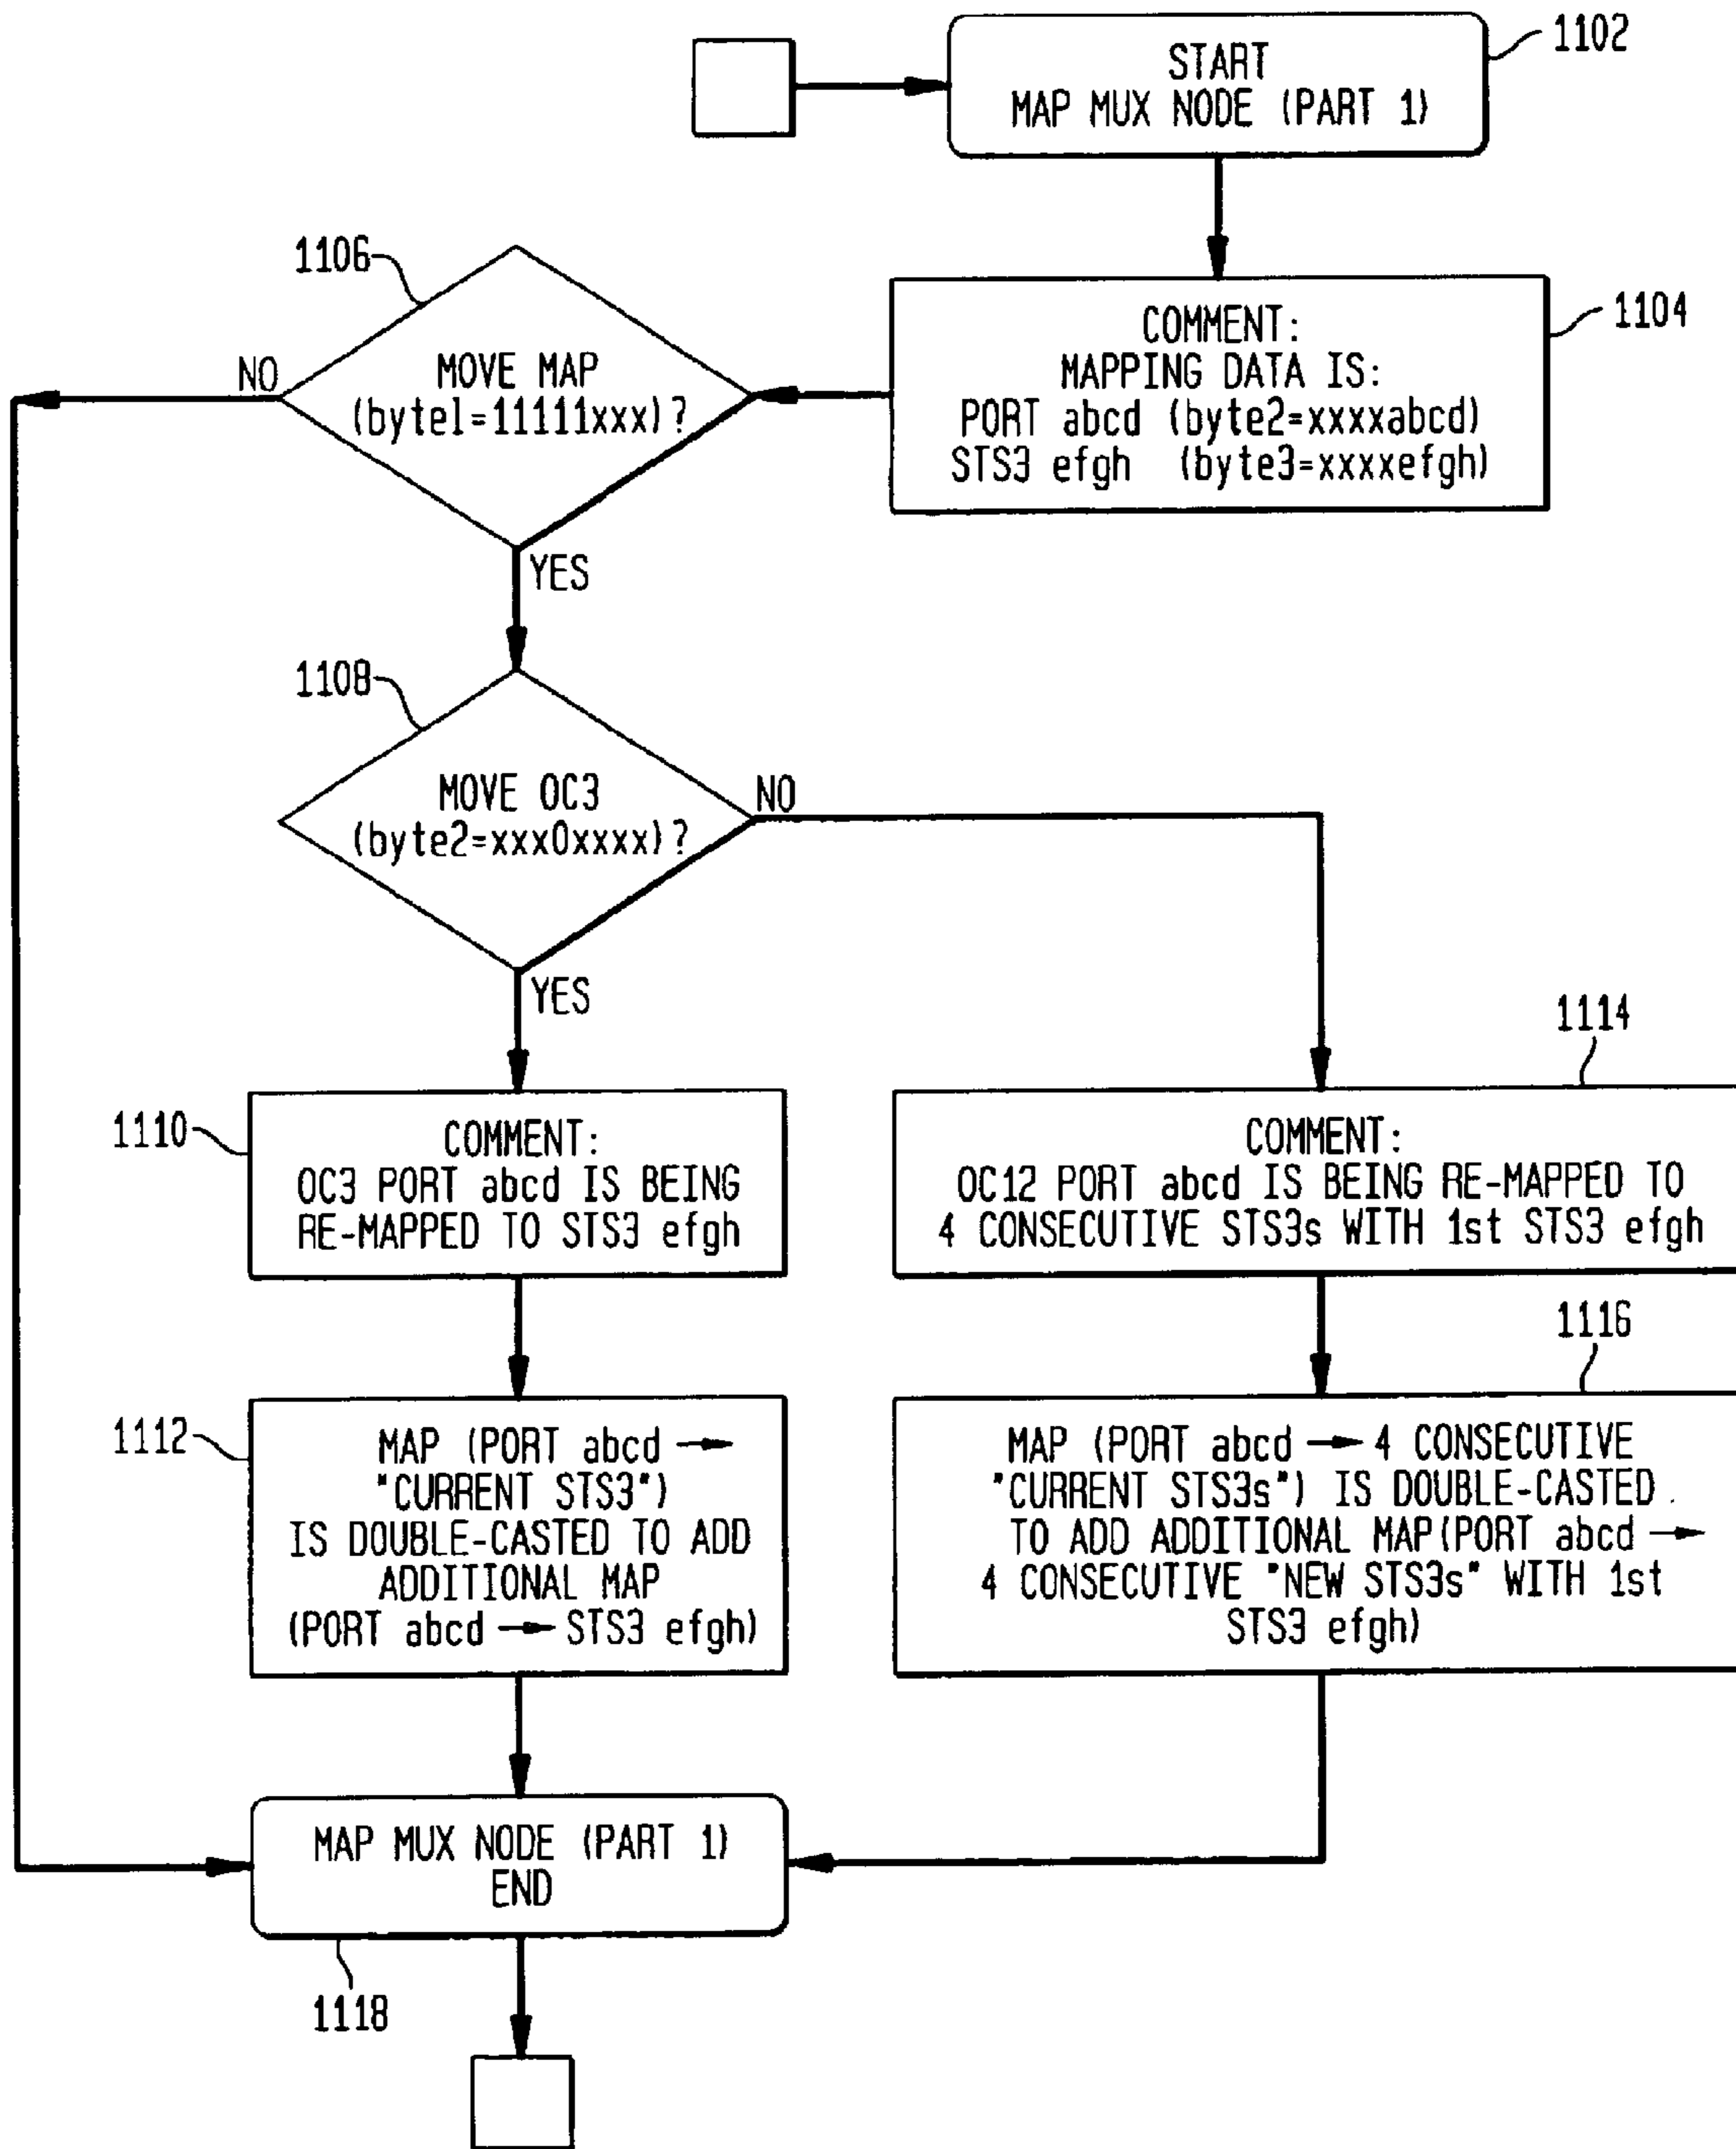 1102
START
MAP MUX NODE (PART 1)
1104
COMMENT:
MAPPING DATA IS:
PORT abcd (byte2=xxxxabcd)
STS3 efgh (byte3=xxxxefgh)
1106
NO
MOVE MAP
(byte1=11111xxx)?
YES
1108
MOVE OC3
(byte2=xxx0xxxx)?
NO
YES
1110
COMMENT:
OC3 PORT abcd IS BEING
RE-MAPPED TO STS3 efgh
1114
COMMENT:
OC12 PORT abcd IS BEING RE-MAPPED TO
4 CONSECUTIVE STS3s WITH 1st STS3 efgh
1112
MAP (PORT abcd →
"CURRENT STS3")
IS DOUBLE-CASTED TO ADD
ADDITIONAL MAP
(PORT abcd → STS3 efgh)
1116
MAP (PORT abcd → 4 CONSECUTIVE
"CURRENT STS3s") IS DOUBLE-CASTED
TO ADD ADDITIONAL MAP(PORT abcd →
4 CONSECUTIVE "NEW STS3s" WITH 1st
STS3 efgh)
MAP MUX NODE (PART 1)
END
1118